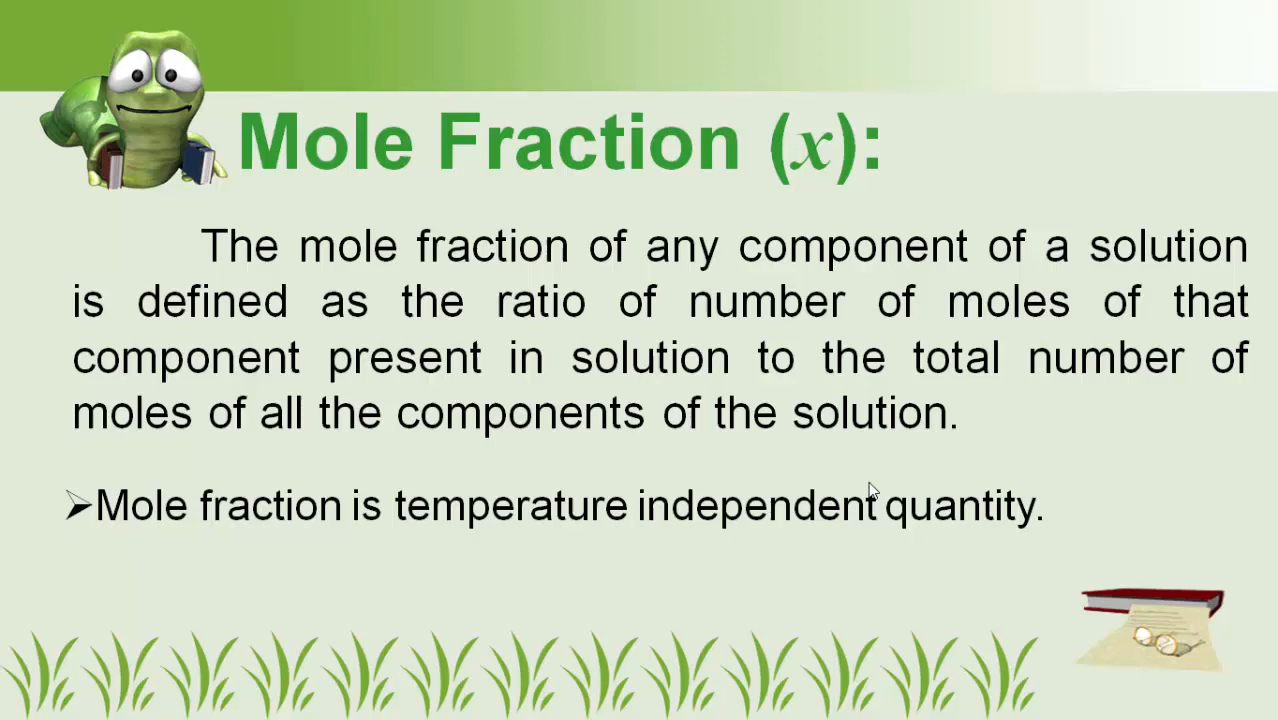 Mole Fraction (x):
The mole fraction of any component of a solution
is defined as the ratio of number of moles of that
component present in solution to the total number of
moles of all the components of the solution.
➢Mole fraction is temperature independent quantity.